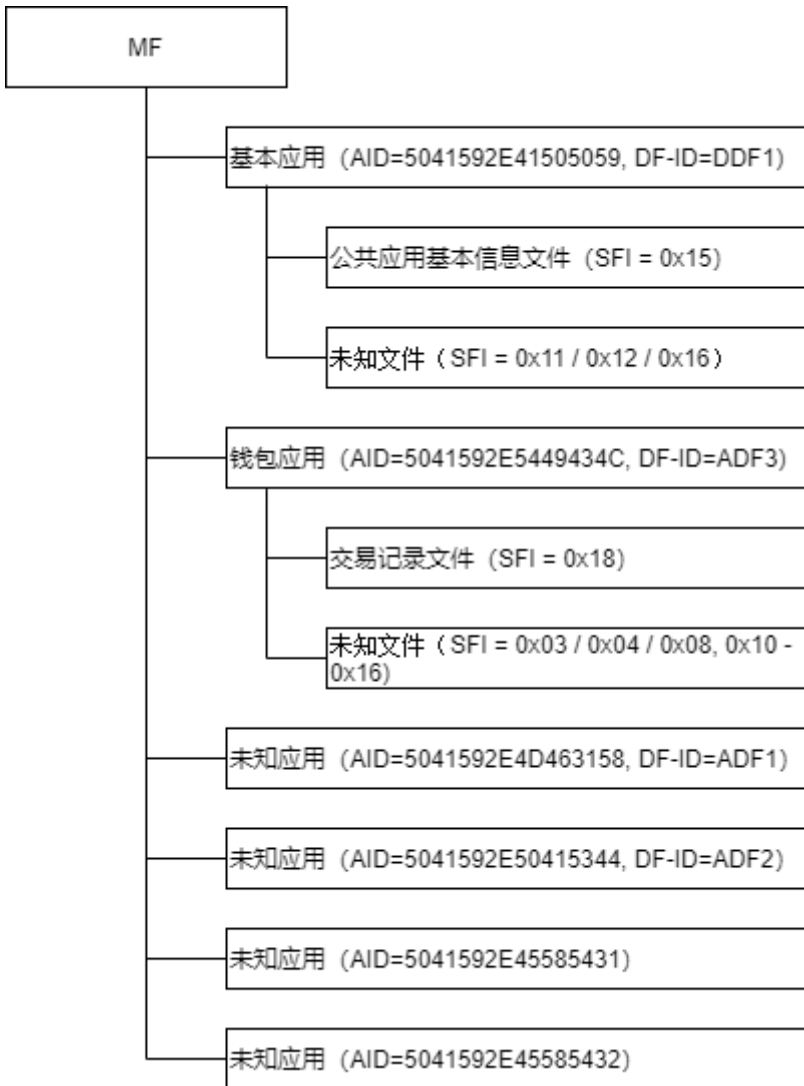 MF
基本应用（AID=5041592E41505059, DF-ID=DDF1）
公共应用基本信息文件（SFI = 0x15）
未知文件（SFI = 0x11 / 0x12 / 0x16）
钱包应用（AID=5041592E5449434C, DF-ID=ADF3）
交易记录文件（SFI = 0x18）
未知文件（SFI = 0x03 / 0x04 / 0x08, 0x10 -
0x16）
未知应用（AID=5041592E4D463158, DF-ID=ADF1）
未知应用（AID=5041592E50415344, DF-ID=ADF2）
未知应用（AID=5041592E45585431）
未知应用（AID=5041592E45585432）